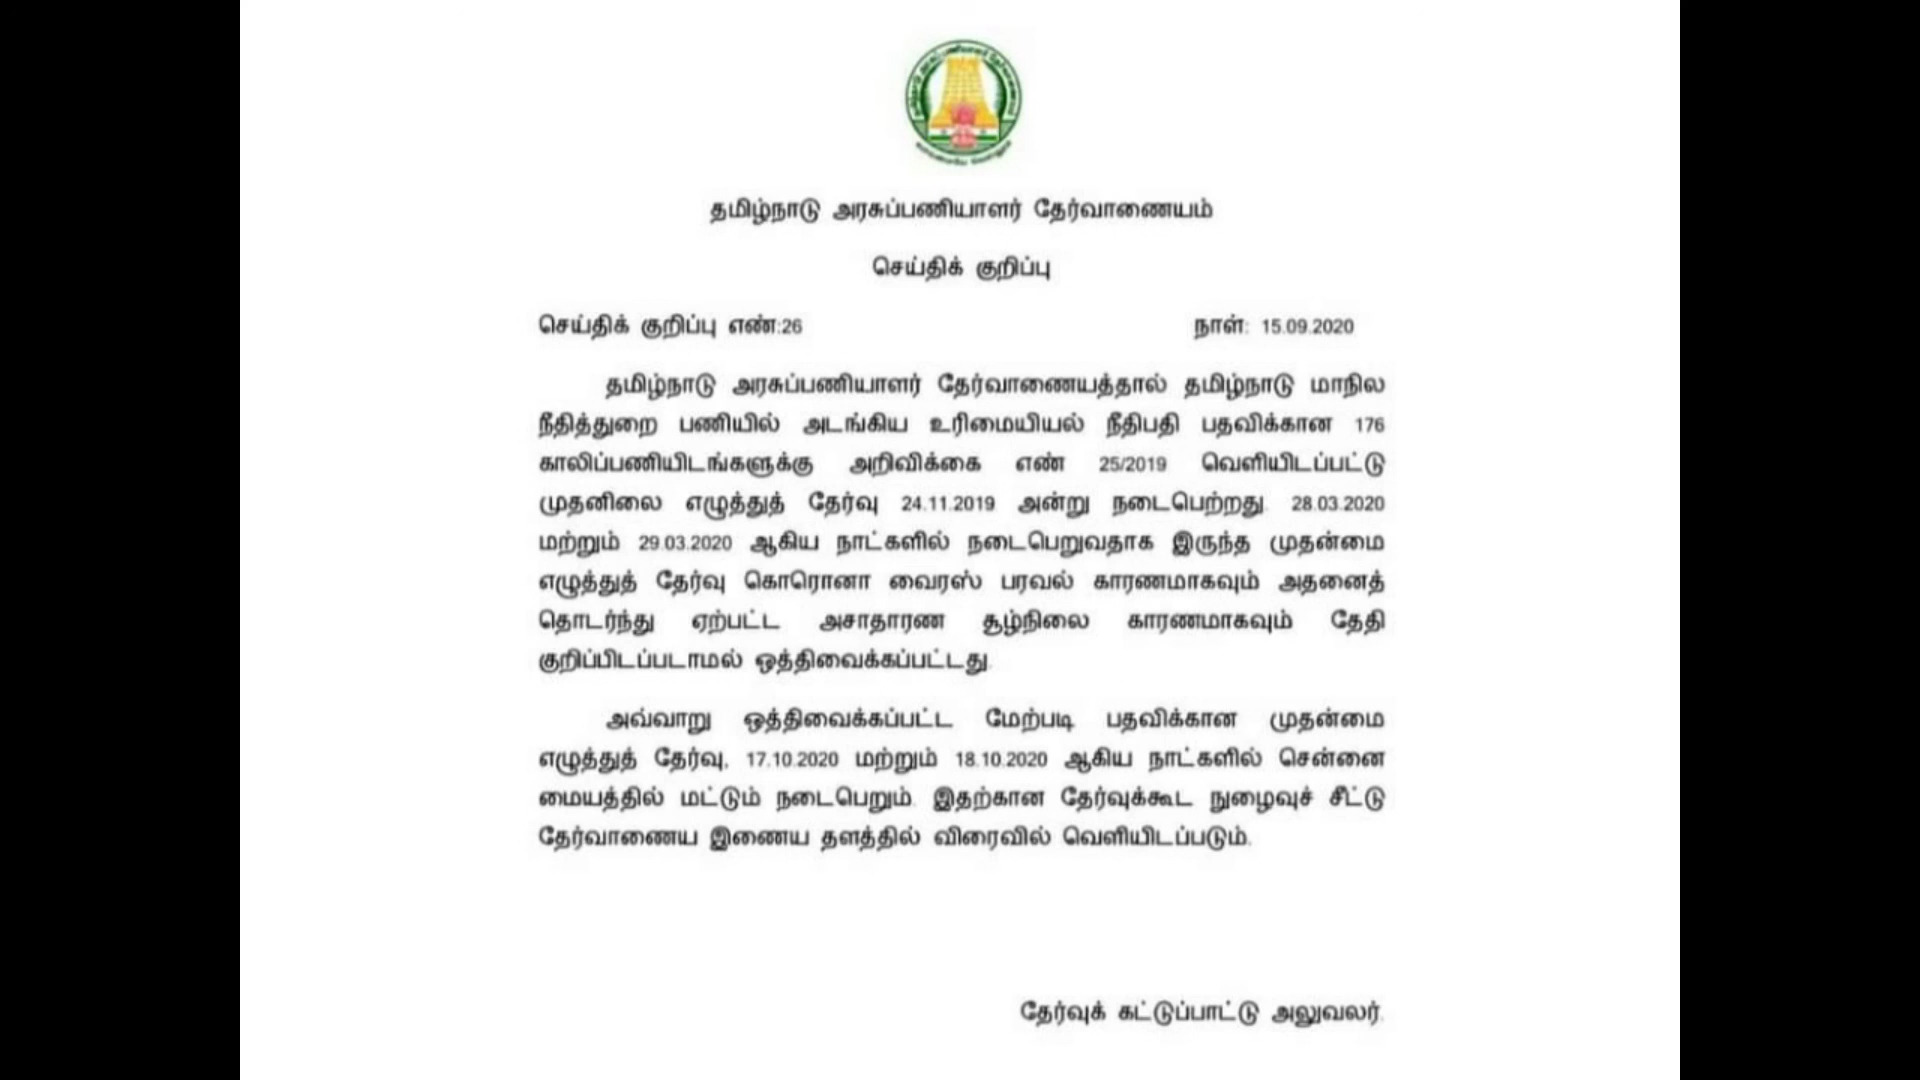 தமிழ்நாடு அரசுப்பணியாளர் தேர்வாணையம்
செய்திக் குறிப்பு
செய்திக் குறிப்பு எண்:26 நாள்: 15.09.2020
தமிழ்நாடு அரசுப்பணியாளர் தேர்வாணையத்தால் தமிழ்நாடு மாநில
நீதித்துறை பணியில் அடங்கிய உரிமையியல் நீதிபதி பதவிக்கான 176
காலிப்பணியிடங்களுக்கு அறிவிக்கை எண் 25/2019 வெளியிடப்பட்டு
முதனிலை எழுத்துத் தேர்வு 24.11.2019 அன்று நடைபெற்றது. 28.03.2020
மற்றும் 29.03.2020 ஆகிய நாட்களில் நடைபெறுவதாக இருந்த முதன்மை
எழுத்துத் தேர்வு கொரொனா வைரஸ் பரவல் காரணமாகவும் அதனைத்
தொடர்ந்து ஏற்பட்ட அசாதாரண சூழ்நிலை காரணமாகவும் தேதி
குறிப்பிடப்படாமல் ஒத்திவைக்கப்பட்டது.
அவ்வாறு ஒத்திவைக்கப்பட்ட மேற்படி பதவிக்கான முதன்மை
எழுத்துத் தேர்வு, 17.10.2020 மற்றும் 18.10.2020 ஆகிய நாட்களில் சென்னை
மையத்தில் மட்டும் நடைபெறும். இதற்கான தேர்வுக்கூட நுழைவுச் சீட்டு
தேர்வாணைய இணைய தளத்தில் விரைவில் வெளியிடப்படும்.
தேர்வுக் கட்டுப்பாட்டு அலுவலர்.